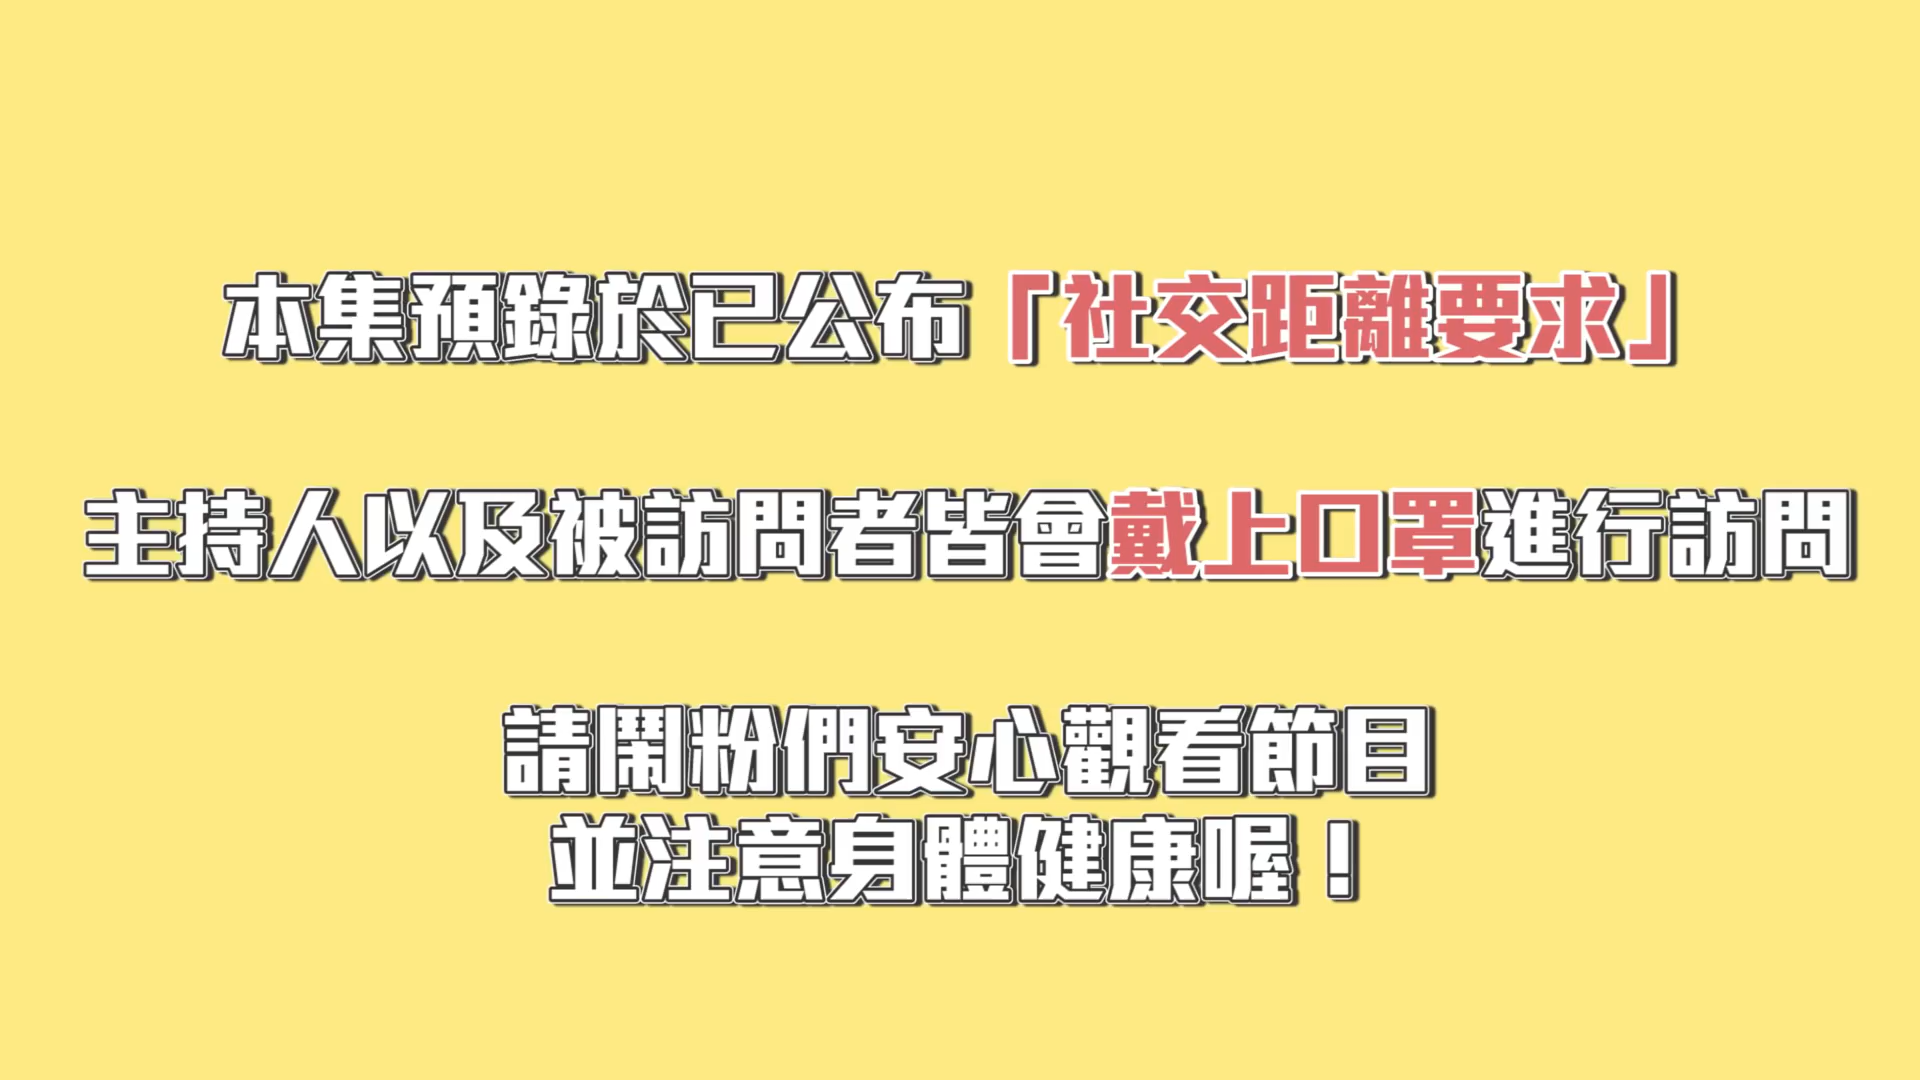 本集預錄於已公布「社交距離要求」
主持人以及被訪問者皆會戴上口罩進行訪問
請鬧粉們安心觀看節目
並注意身體健康喔！